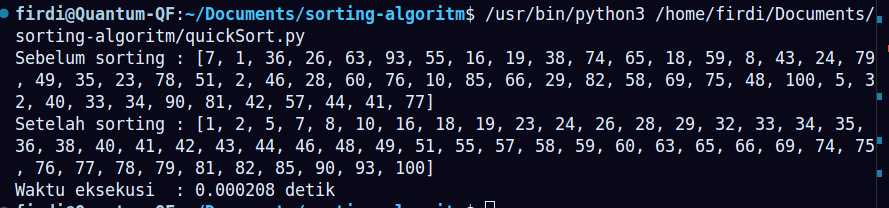 firdi@Quantum-QF:~/Documents/sorting-algoritm$ /usr/bin/python3 /home/firdi/Documents/
sorting-algoritm/quickSort.py
Sebelum sorting : [7, 1, 36, 26, 63, 93, 55, 16, 19, 38, 74, 65, 18, 59, 8, 43, 24, 79
, 49, 35, 23, 78, 51, 2, 46, 28, 60, 76, 10, 85, 66, 29, 82, 58, 69, 75, 48, 100, 5, 3
2, 40, 33, 34, 90, 81, 42, 57, 44, 41, 77]
Setelah sorting : [1, 2, 5, 7, 8, 10, 16, 18, 19, 23, 24, 26, 28, 29, 32, 33, 34, 35,
36, 38, 40, 41, 42, 43, 44, 46, 48, 49, 51, 55, 57, 58, 59, 60, 63, 65, 66, 69, 74, 75
, 76, 77, 78, 79, 81, 82, 85, 90, 93, 100]
Waktu eksekusi  : 0.000208 detik
firdi@Quantum-QF:~/Documents/sorting-algoritm$